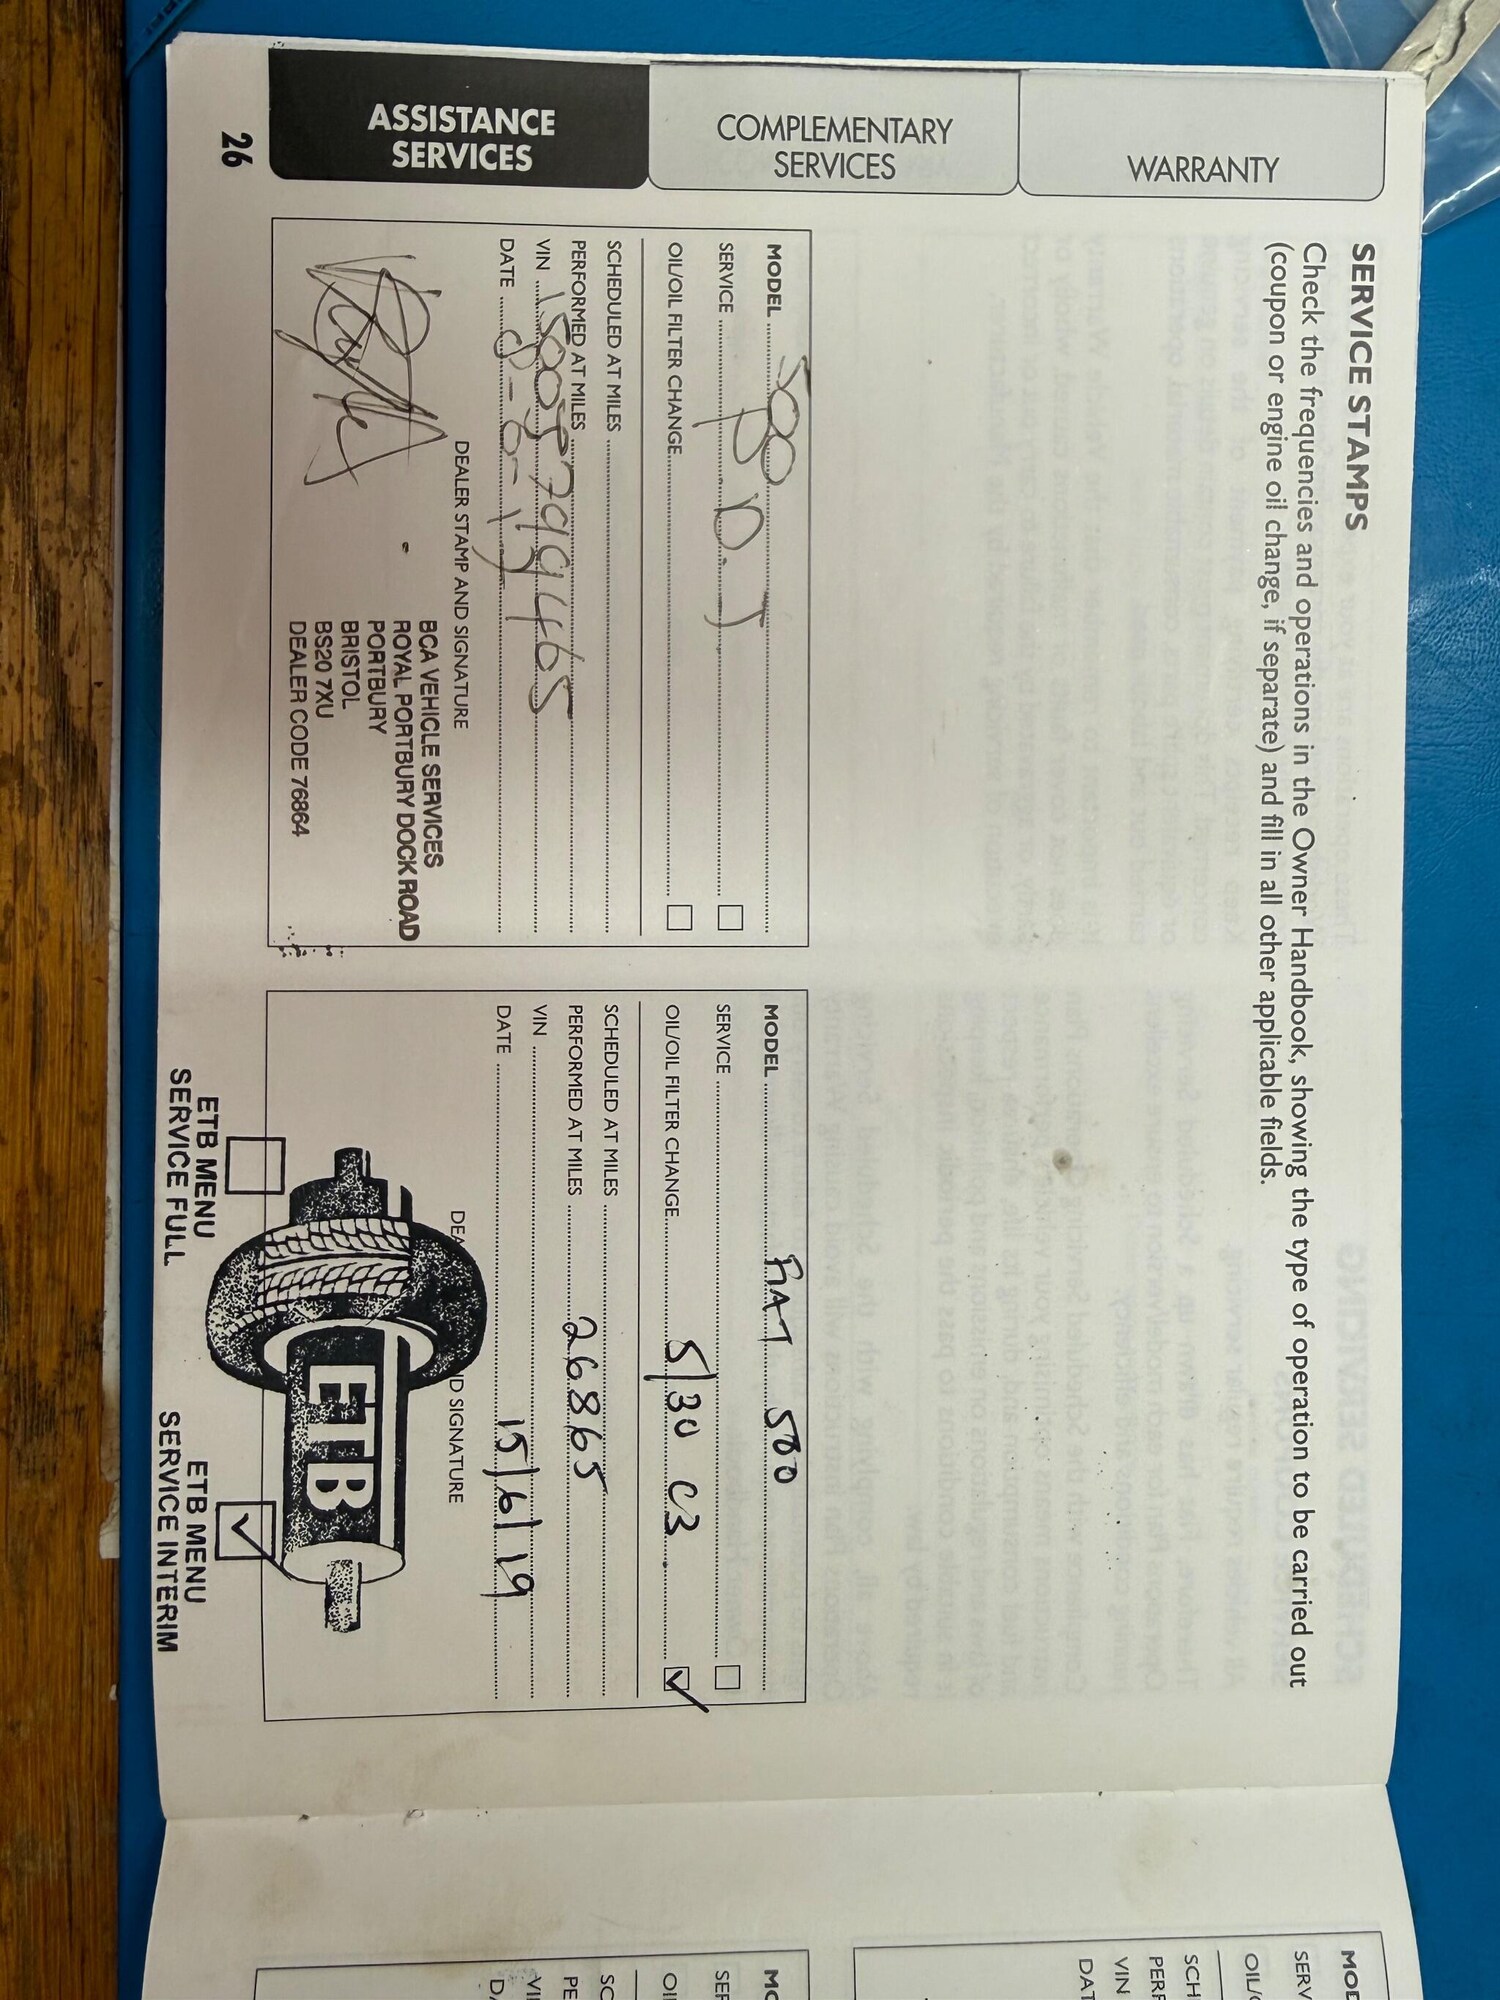 ASSISTANCE
SERVICES
COMPLEMENTARY
SERVICES
WARRANTY
26
SERVICE STAMPS
Check the frequencies and operations in the Owner Handbook, showing the type of operation to be carried out
(coupon or engine oil change, if separate) and fill in all other applicable fields.
MODEL 500
SERVICE P D I
OIL/OIL FILTER CHANGE
SCHEDULED AT MILES
PERFORMED AT MILES
VIN
DATE
DEALER STAMP AND SIGNATURE
BCA VEHICLE SERVICES
ROYAL PORTBURY DOCK ROAD
PORTBURY
BRISTOL
BS20 7XU
DEALER CODE 76864
MODEL FIAT 500
SERVICE
OIL/OIL FILTER CHANGE 5/30 C3
SCHEDULED AT MILES
PERFORMED AT MILES 26865
VIN
DATE 15/6/19
SIGNATURE
ETB
ETB MENU
SERVICE FULL
ETB MENU
SERVICE INTERIM